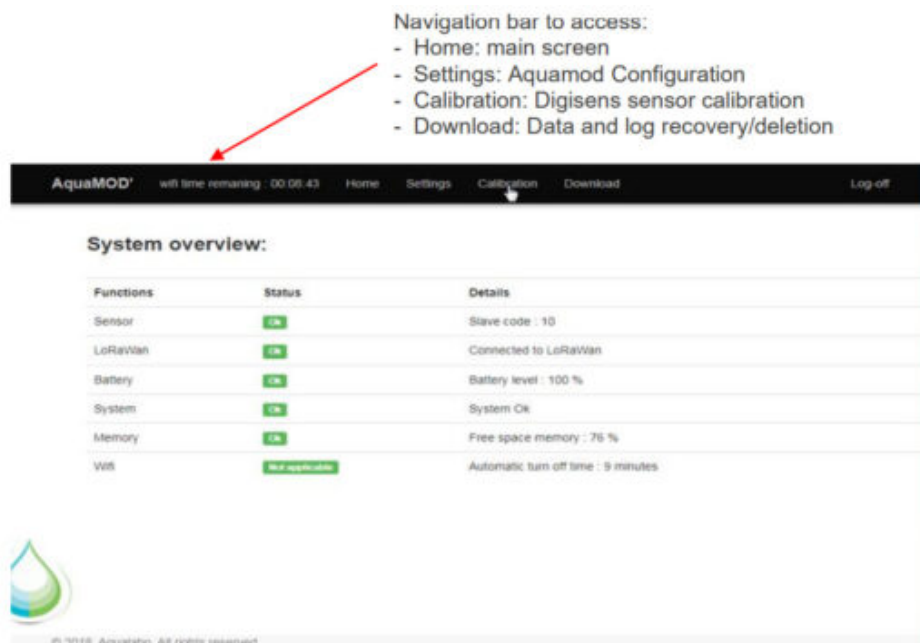 Navigation bar to access:
- Home: main screen
- Settings: Aquamod Configuration
- Calibration: Digisens sensor calibration
- Download: Data and log recovery/deletion
AquaMOD' wifi time remaning : 00:08:43 Home Settings Calibration Download Log-off
System overview:
Functions Status Details
Sensor Ok Slave code : 10
LoRaWan Ok Connected to LoRaWan
Battery Ok Battery level : 100 %
System Ok System Ok
Memory Ok Free space memory : 76 %
Wifi Not applicable Automatic turn off time : 9 minutes
Aqualabo. All rights reserved